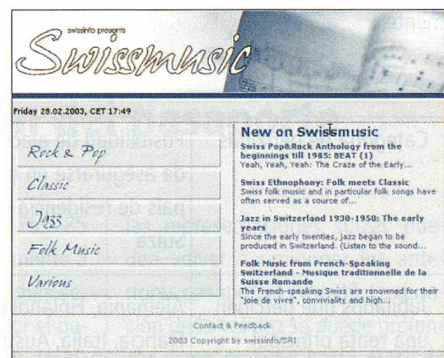 swissinfo presents
Swissmusic
Friday 28.02.2003, CET 17:49
Rock & Pop
Classic
Jazz
Folk Music
Various
New on Swissmusic
Swiss Pop&Rock Anthology from the
beginnings till 1985: BEAT (1)
Yeah, Yeah, Yeah: The Craze of the Early...
Swiss Ethnophony: Folk meets Classic
Swiss folk music and in particular folk songs have
often served as a source of...
Jazz in Switzerland 1930-1950: The early
years
Since the early twenties, jazz began to be
produced in Switzerland. (Listen to the sound...
Folk Music from French-Speaking
Switzerland - Musique traditionnelle de la
Suisse Romande
The French-speaking Swiss are renowned for their
"joie de vivre", conviviality and high...
Contact & Feedback
2003 Copyright by swissinfo/SRI